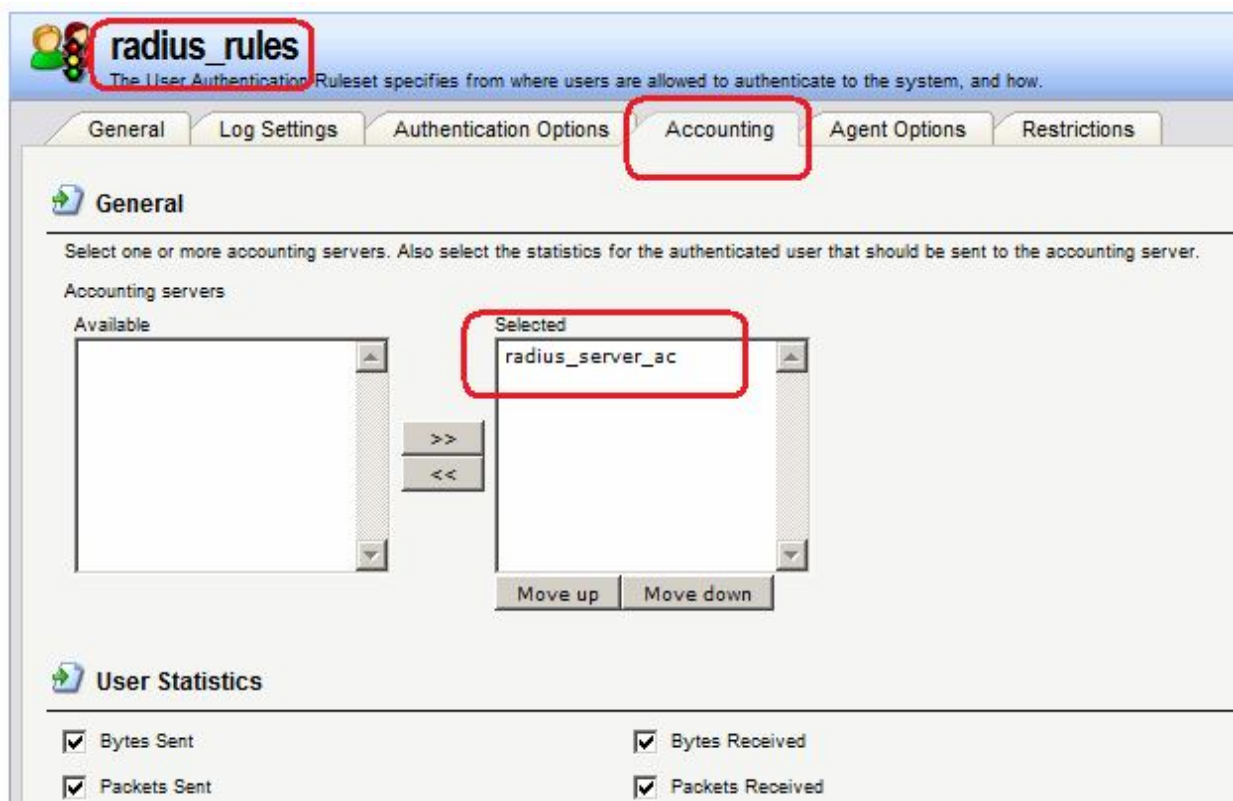 radius_rules
The User Authentication Ruleset specifies from where users are allowed to authenticate to the system, and how.
General Log Settings Authentication Options Accounting Agent Options Restrictions
General
Select one or more accounting servers. Also select the statistics for the authenticated user that should be sent to the accounting server.
Accounting servers
Available Selected
radius_server_ac
>>
<<
Move up Move down
User Statistics
Bytes Sent Bytes Received
Packets Sent Packets Received